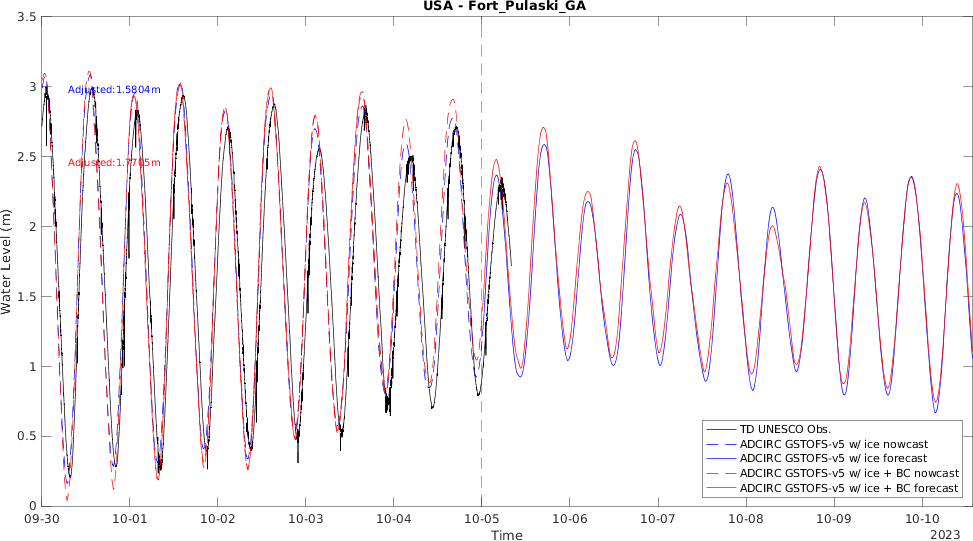 USA - Fort_Pulaski_GA
3.5
3
2.5
2
1.5
1
0.5
0
Water Level (m)
Adjusted:1.5804m
Adjusted:1.7705m
TD UNESCO Obs.
ADCIRC GSTOFS-v5 w/ ice nowcast
ADCIRC GSTOFS-v5 w/ ice forecast
ADCIRC GSTOFS-v5 w/ ice + BC nowcast
ADCIRC GSTOFS-v5 w/ ice + BC forecast
09-30 10-01 10-02 10-03 10-04 10-05 10-06 10-07 10-08 10-09 10-10
Time
2023